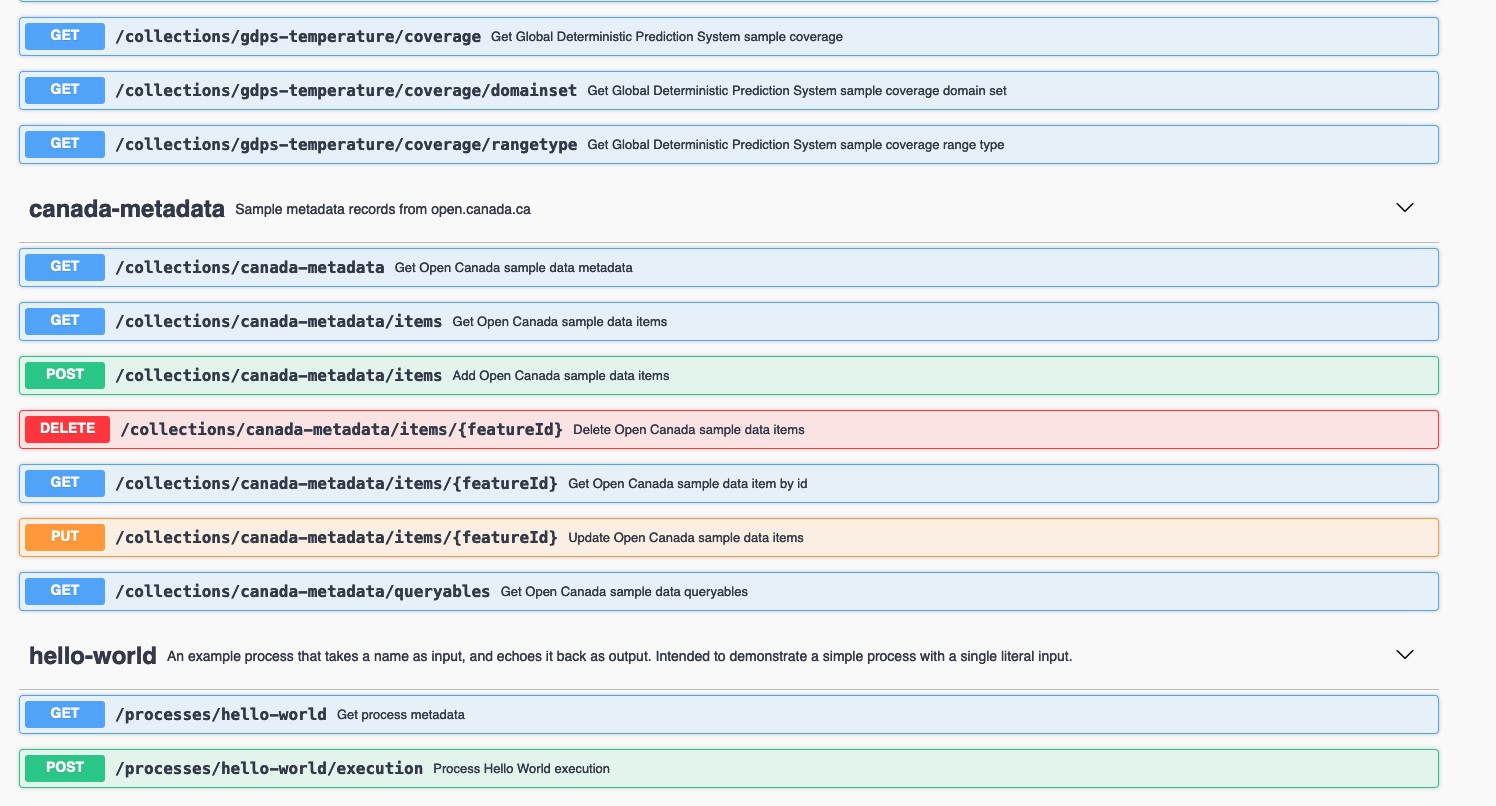 GET /collections/gdps-temperature/coverage Get Global Deterministic Prediction System sample coverage
GET /collections/gdps-temperature/coverage/domainset Get Global Deterministic Prediction System sample coverage domain set
GET /collections/gdps-temperature/coverage/rangetype Get Global Deterministic Prediction System sample coverage range type
canada-metadata Sample metadata records from open.canada.ca
GET /collections/canada-metadata Get Open Canada sample data metadata
GET /collections/canada-metadata/items Get Open Canada sample data items
POST /collections/canada-metadata/items Add Open Canada sample data items
DELETE /collections/canada-metadata/items/{featureId} Delete Open Canada sample data items
GET /collections/canada-metadata/items/{featureId} Get Open Canada sample data item by id
PUT /collections/canada-metadata/items/{featureId} Update Open Canada sample data items
GET /collections/canada-metadata/queryables Get Open Canada sample data queryables
hello-world An example process that takes a name as input, and echoes it back as output. Intended to demonstrate a simple process with a single literal input.
GET /processes/hello-world Get process metadata
POST /processes/hello-world/execution Process Hello World execution